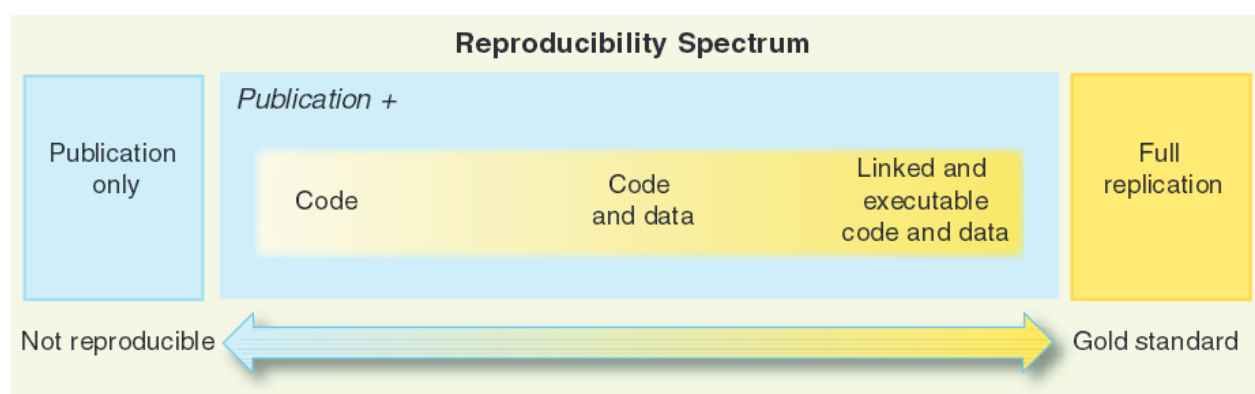 Reproducibility Spectrum
Publication +
Publication
only
Code
Code
and data
Linked and
executable
code and data
Full
replication
Not reproducible
Gold standard